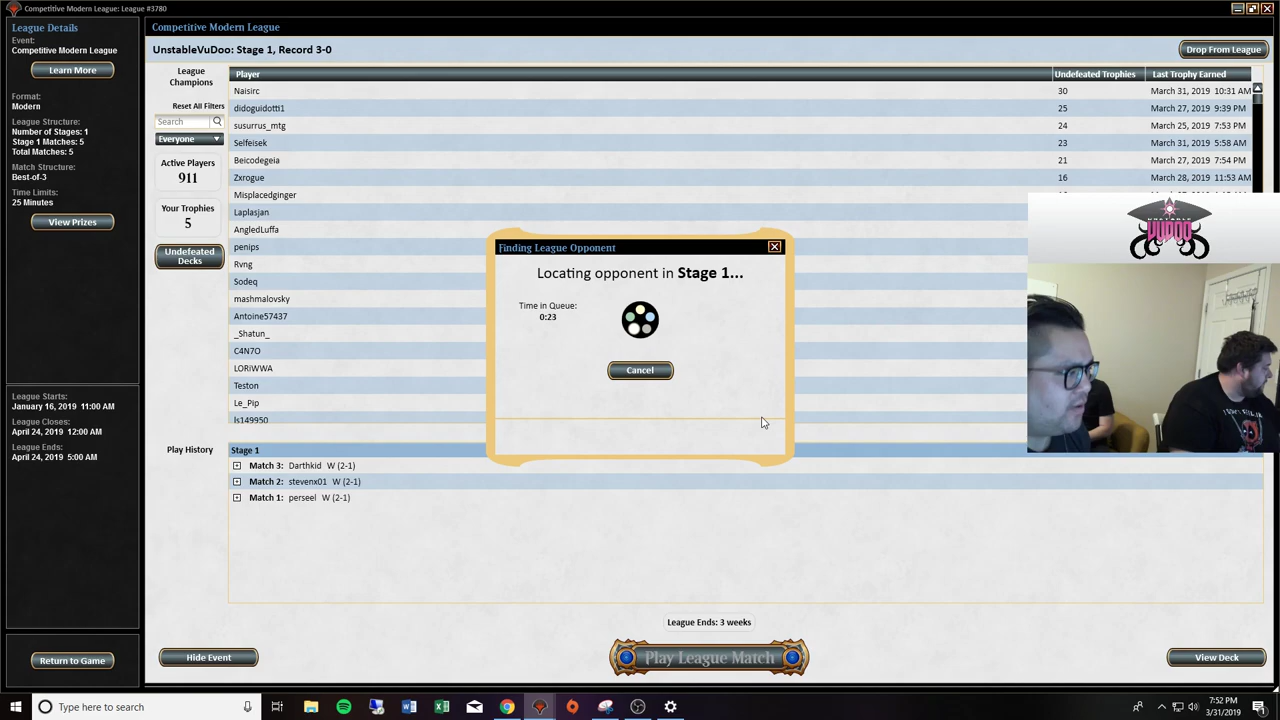 Competitive Modern League: League #3780
League Details
Event:
Competitive Modern League
Learn More
Format:
Modern
League Structure:
Number of Stages: 1
Stage 1 Matches: 5
Total Matches: 5
Match Structure:
Best-of-3
Time Limits:
25 Minutes
View Prizes
League Starts:
January 16, 2019 11:00 AM
League Closes:
April 24, 2019 12:00 AM
League Ends:
April 24, 2019 5:00 AM
Return to Game
Competitive Modern League
UnstableVuDoo: Stage 1, Record 3-0
Drop From League
League
Champions
Reset All Filters
Search
Everyone
Active Players
911
Your Trophies
5
Undefeated
Decks
Player Undefeated Trophies Last Trophy Earned
Naisirc 30 March 31, 2019 10:31 AM
didoguidotti1 25 March 27, 2019 9:39 PM
susurrus_mtg 24 March 25, 2019 7:53 PM
Selfeisek 23 March 31, 2019 5:58 AM
Beicodegeia 21 March 27, 2019 7:54 PM
Zxrogue 16 March 28, 2019 11:53 AM
Misplacedginger
Laplasjan
AngledLuffa
penips
Rvng
Sodeq
mashmalovsky
Antoine57437
_Shatun_
C4N7O
LORiWWA
Teston
Le_Pip
ls149950
Finding League Opponent
Locating opponent in Stage 1...
Time in Queue:
0:23
Cancel
UNSTABLE
VUDOO
Play History
Stage 1
Match 3: Darthkid W (2-1)
Match 2: stevenx01 W (2-1)
Match 1: perseel W (2-1)
League Ends: 3 weeks
Hide Event
Play League Match
View Deck
Type here to search
7:52 PM
3/31/2019